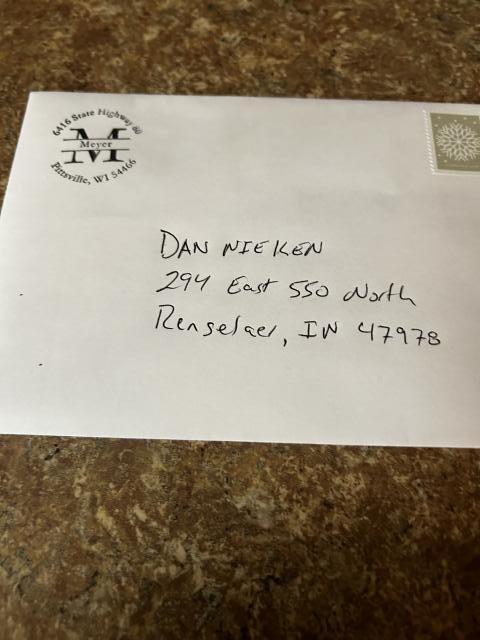 6416 State Highway 80
M
Meyer
Pittsville, WI 54466
DAN NIEKEN
294 East 550 North
Renselaer, IN 47978